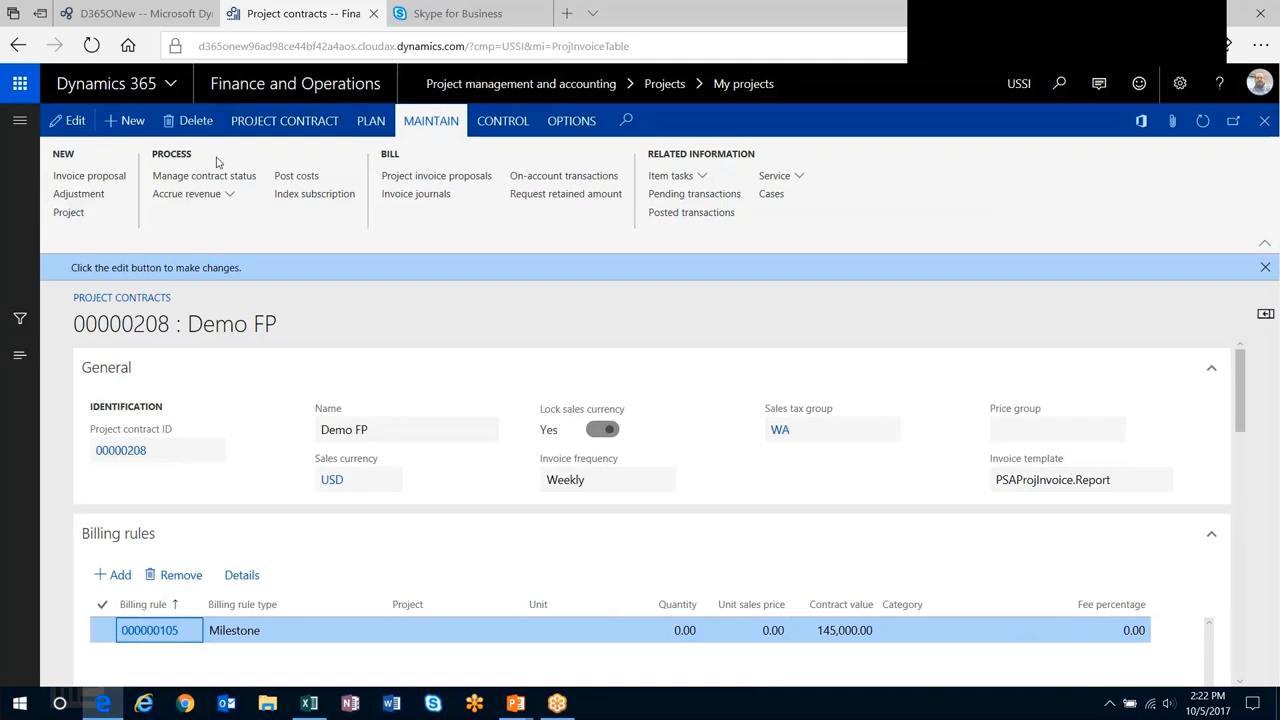 D365ONew -- Microsoft Dy
Project contracts -- Fina
Skype for Business
d365onew96ad98ce44bf42a4aos.cloudax.dynamics.com/?cmp=USSI&mi=ProjInvoiceTable
Dynamics 365
Finance and Operations
Project management and accounting > Projects > My projects
USSI
Edit
+ New
Delete
PROJECT CONTRACT
PLAN
MAINTAIN
CONTROL
OPTIONS
NEW
Invoice proposal
Adjustment
Project
PROCESS
Manage contract status
Accrue revenue
Post costs
Index subscription
BILL
Project invoice proposals
Invoice journals
On-account transactions
Request retained amount
RELATED INFORMATION
Item tasks
Pending transactions
Posted transactions
Service
Cases
Click the edit button to make changes.
PROJECT CONTRACTS
00000208 : Demo FP
General
IDENTIFICATION
Project contract ID
00000208
Name
Demo FP
Sales currency
USD
Lock sales currency
Yes
Invoice frequency
Weekly
Sales tax group
WA
Price group
Invoice template
PSAProjInvoice.Report
Billing rules
+ Add
Remove
Details
Billing rule ↑ Billing rule type Project Unit Quantity Unit sales price Contract value Category Fee percentage
000000105 Milestone 0.00 0.00 145,000.00 0.00
2:22 PM
10/5/2017